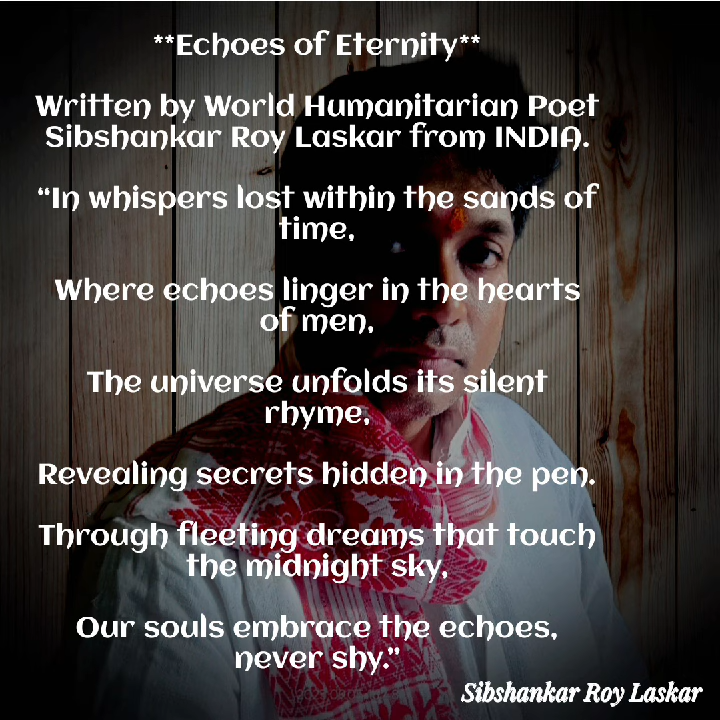 **Echoes of Eternity**
Written by World Humanitarian Poet
Sibshankar Roy Laskar from INDIA.
“In whispers lost within the sands of
time,
Where echoes linger in the hearts
of men,
The universe unfolds its silent
rhyme,
Revealing secrets hidden in the pen.
Through fleeting dreams that touch
the midnight sky,
Our souls embrace the echoes,
never shy.”
Sibshankar Roy Laskar